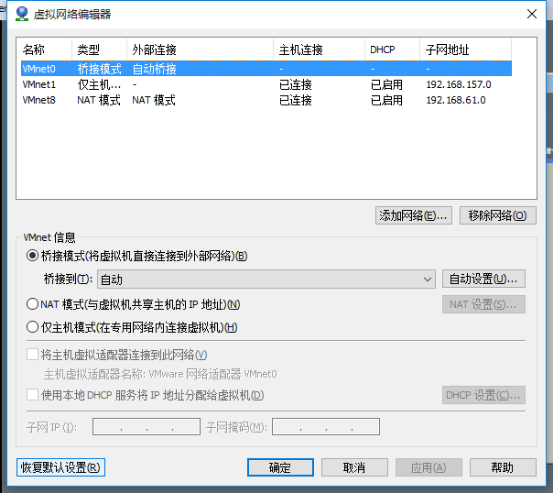 虚拟网络编辑器
名称 类型 外部连接 主机连接 DHCP 子网地址
VMnet0 桥接模式 自动桥接 - - -
VMnet1 仅主机... - 已连接 已启用 192.168.157.0
VMnet8 NAT 模式 NAT 模式 已连接 已启用 192.168.61.0
添加网络(E)... 移除网络(O)
VMnet 信息
桥接模式(将虚拟机直接连接到外部网络)(B)
桥接到(T): 自动 自动设置(U)...
NAT 模式(与虚拟机共享主机的 IP 地址)(N) NAT 设置(S)...
仅主机模式(在专用网络内连接虚拟机)(H)
将主机虚拟适配器连接到此网络(V)
主机虚拟适配器名称: VMware 网络适配器 VMnet0
使用本地 DHCP 服务将 IP 地址分配给虚拟机(D) DHCP 设置(C)...
子网 IP (I): . . . 子网掩码(M): . . .
恢复默认设置(R) 确定 取消 应用(A) 帮助